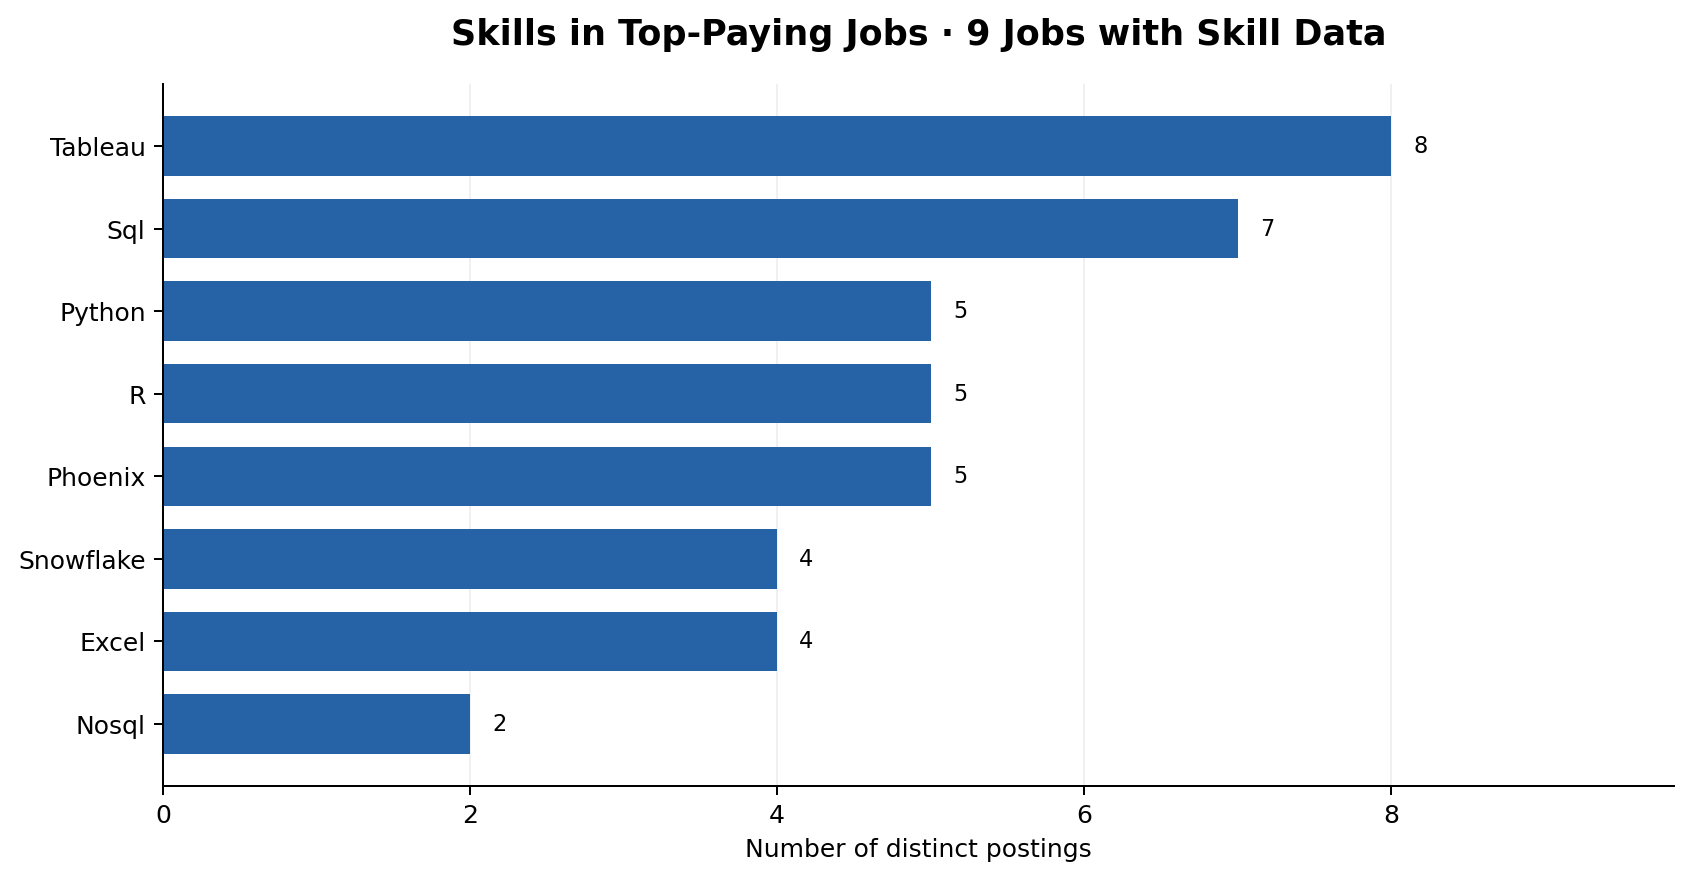 Skills in Top-Paying Jobs · 9 Jobs with Skill Data
Tableau 8
Sql 7
Python 5
R 5
Phoenix 5
Snowflake 4
Excel 4
Nosql 2
0 2 4 6 8
Number of distinct postings